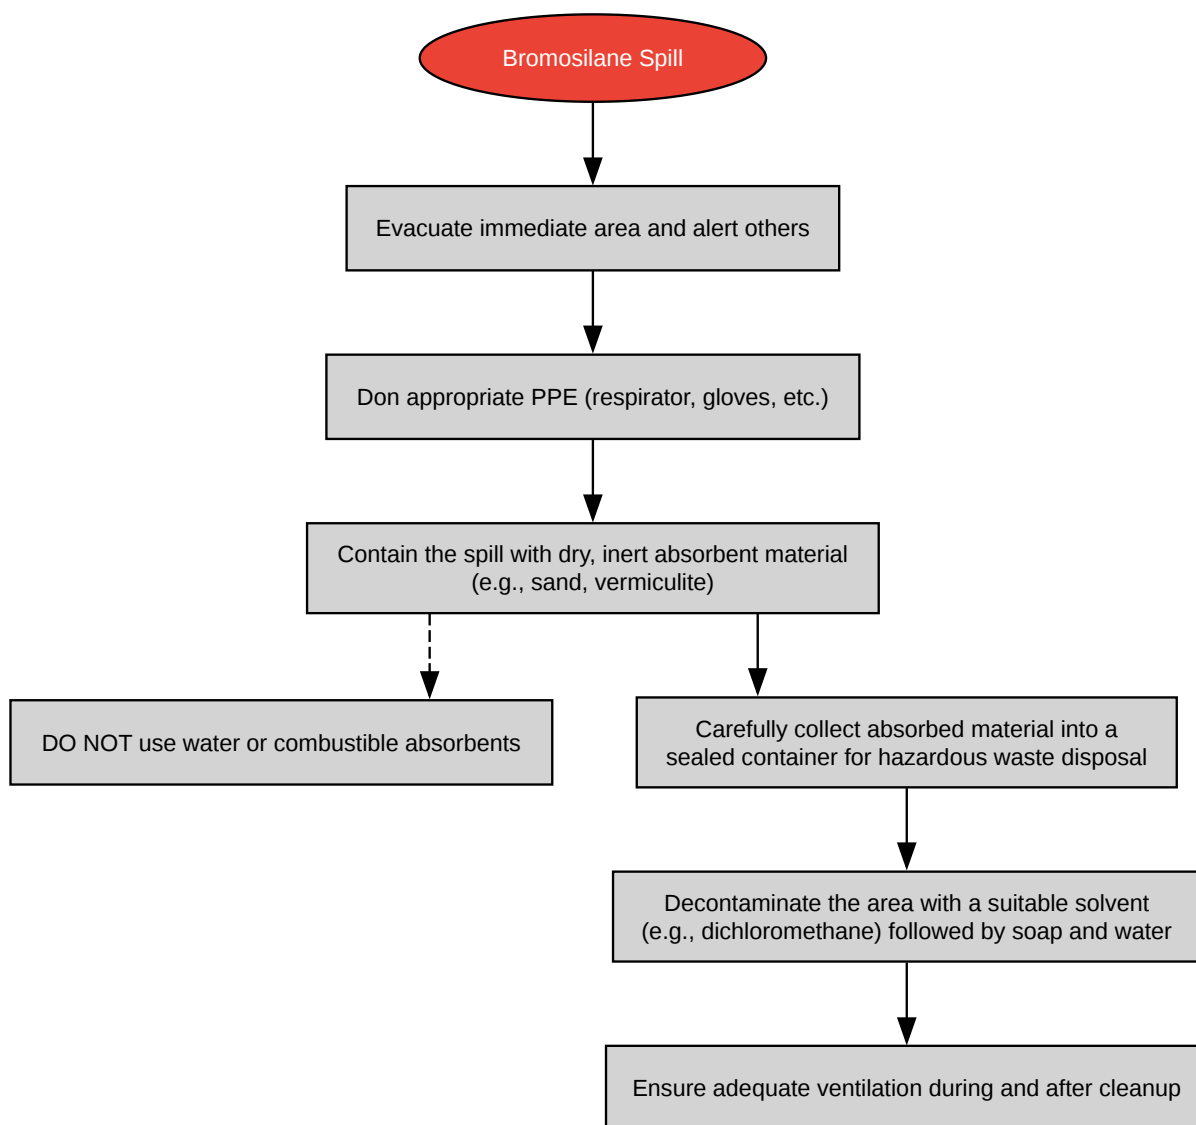 Bromosilane Spill
Evacuate immediate area and alert others
Don appropriate PPE (respirator, gloves, etc.)
Contain the spill with dry, inert absorbent material
(e.g., sand, vermiculite)
DO NOT use water or combustible absorbents
Carefully collect absorbed material into a
sealed container for hazardous waste disposal
Decontaminate the area with a suitable solvent
(e.g., dichloromethane) followed by soap and water
Ensure adequate ventilation during and after cleanup